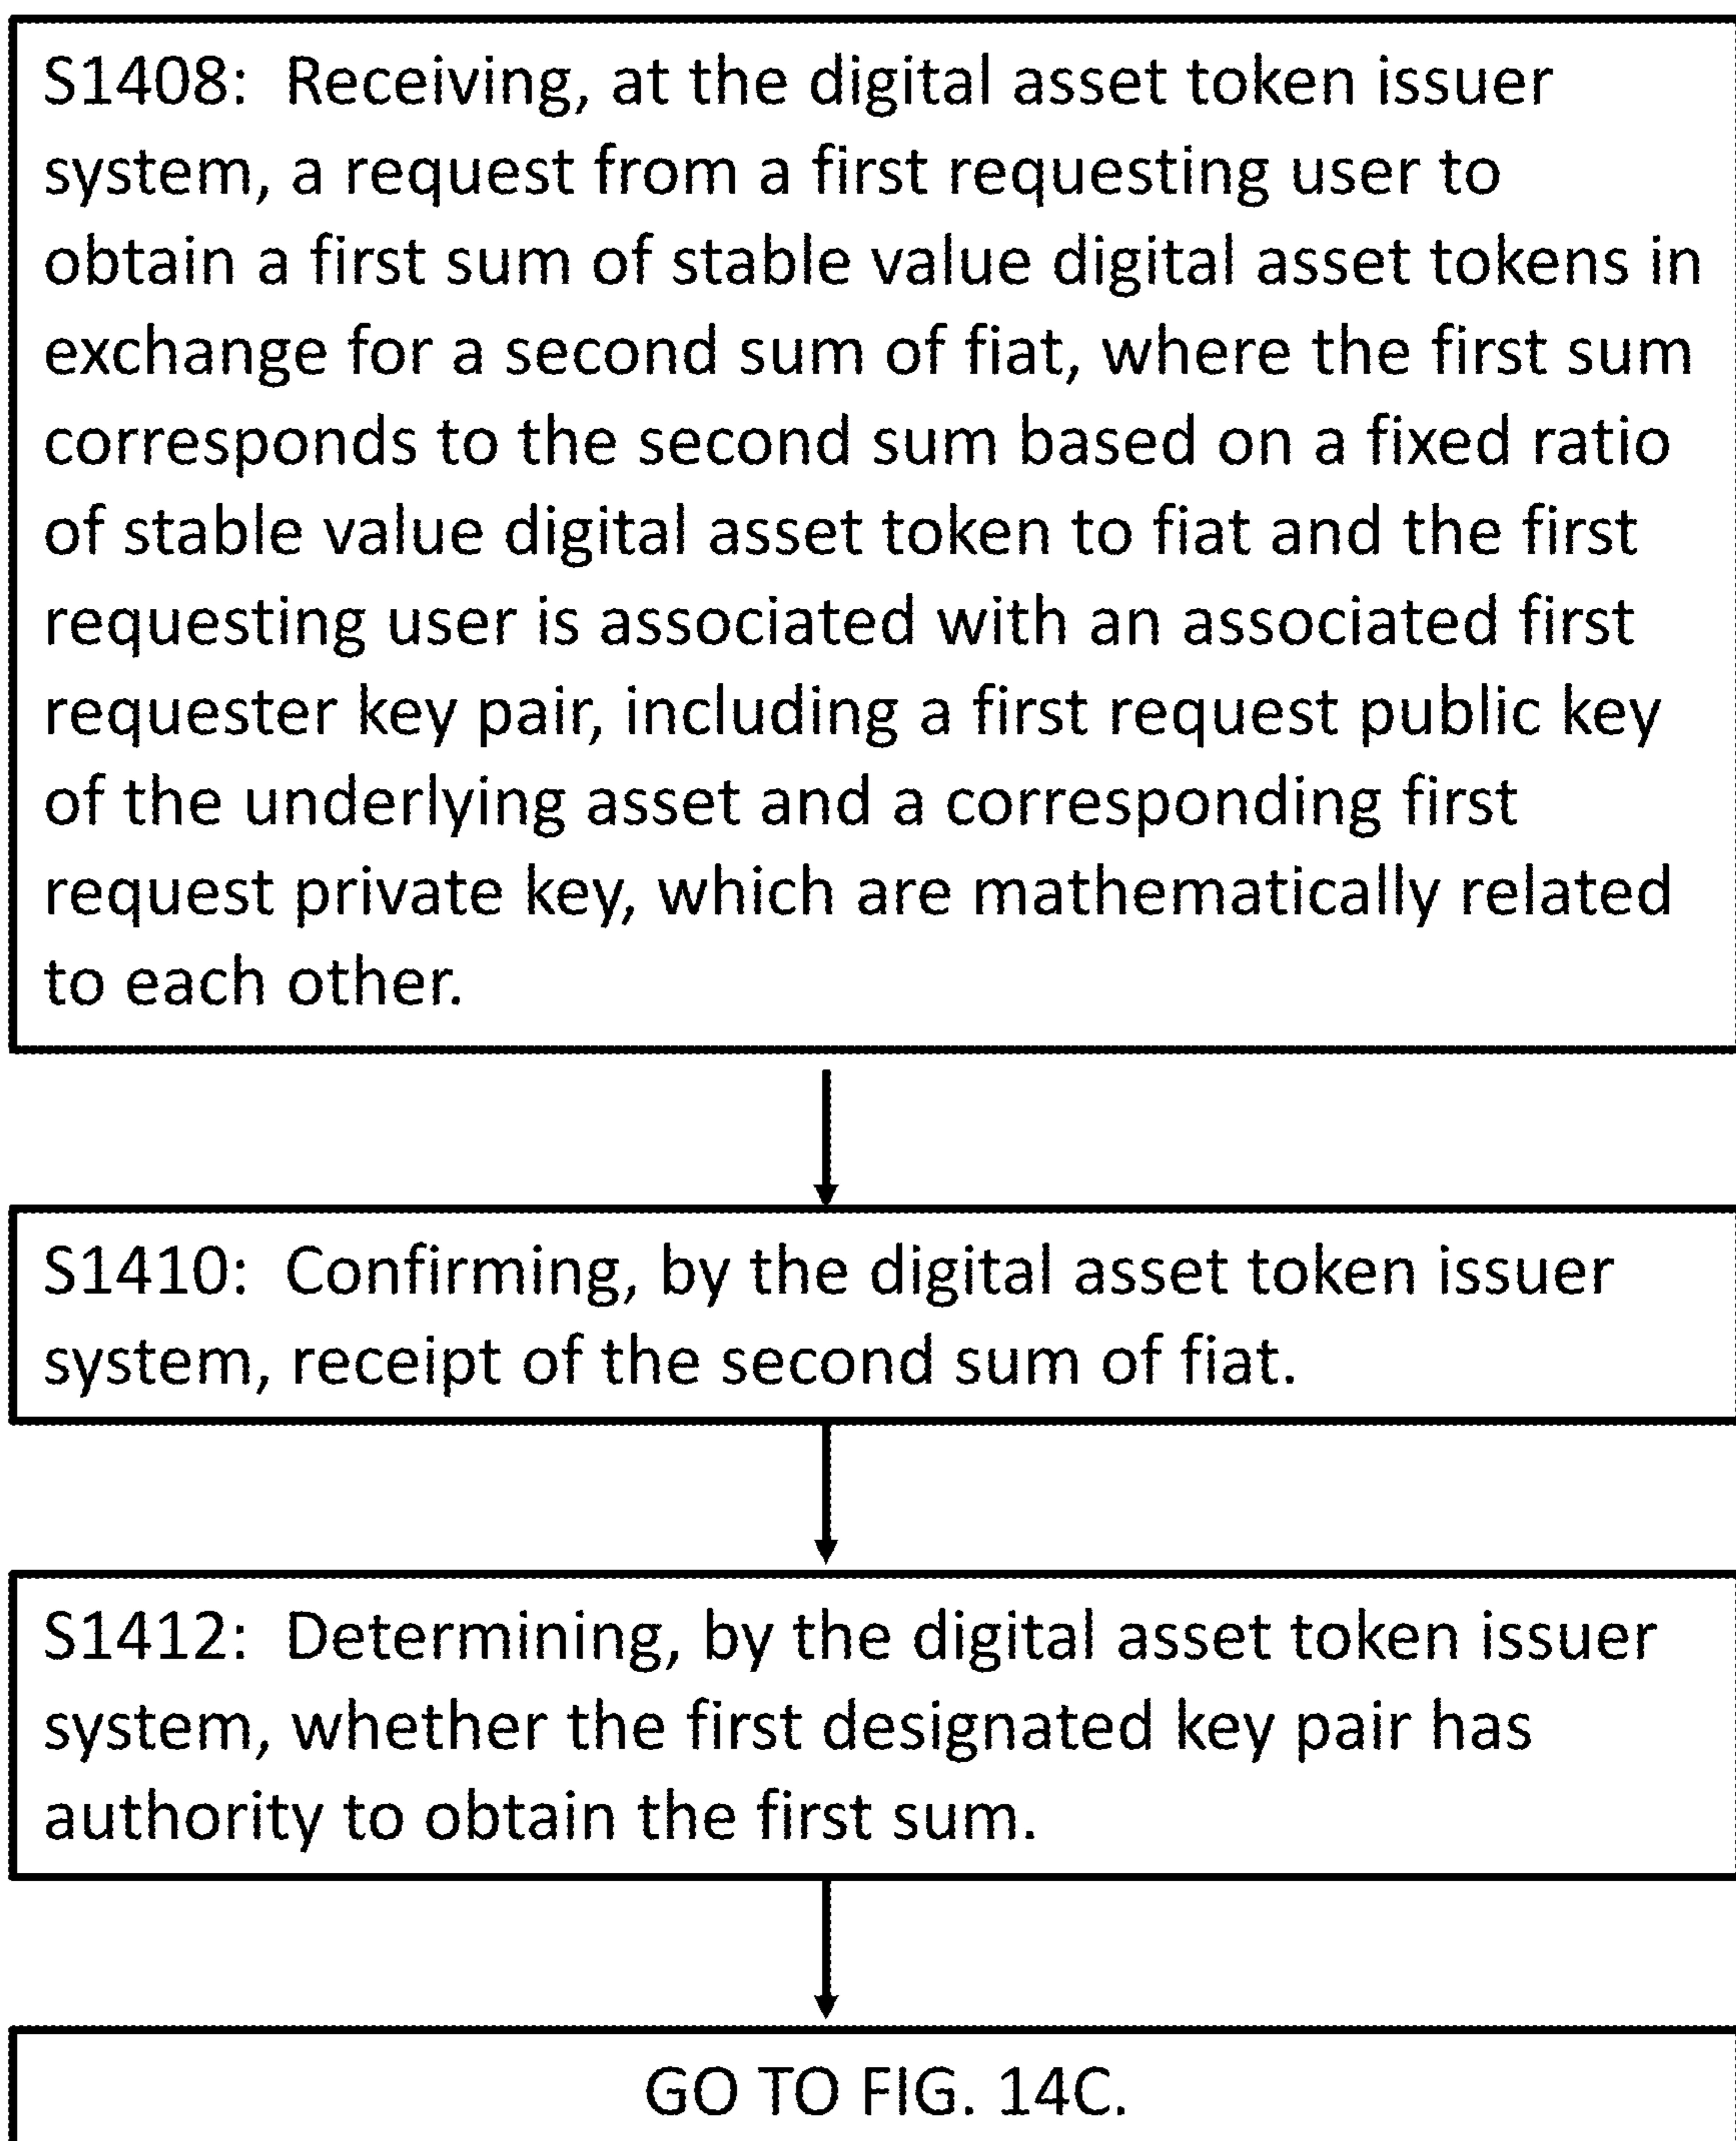 S1408:  Receiving, at the digital asset token issuer
system, a request from a first requesting user to
obtain a first sum of stable value digital asset tokens in
exchange for a second sum of fiat, where the first sum
corresponds to the second sum based on a fixed ratio
of stable value digital asset token to fiat and the first
requesting user is associated with an associated first
requester key pair, including a first request public key
of the underlying asset and a corresponding first
request private key, which are mathematically related
to each other.
S1410:  Confirming, by the digital asset token issuer
system, receipt of the second sum of fiat.
S1412:  Determining, by the digital asset token issuer
system, whether the first designated key pair has
authority to obtain the first sum.
GO TO FIG. 14C.